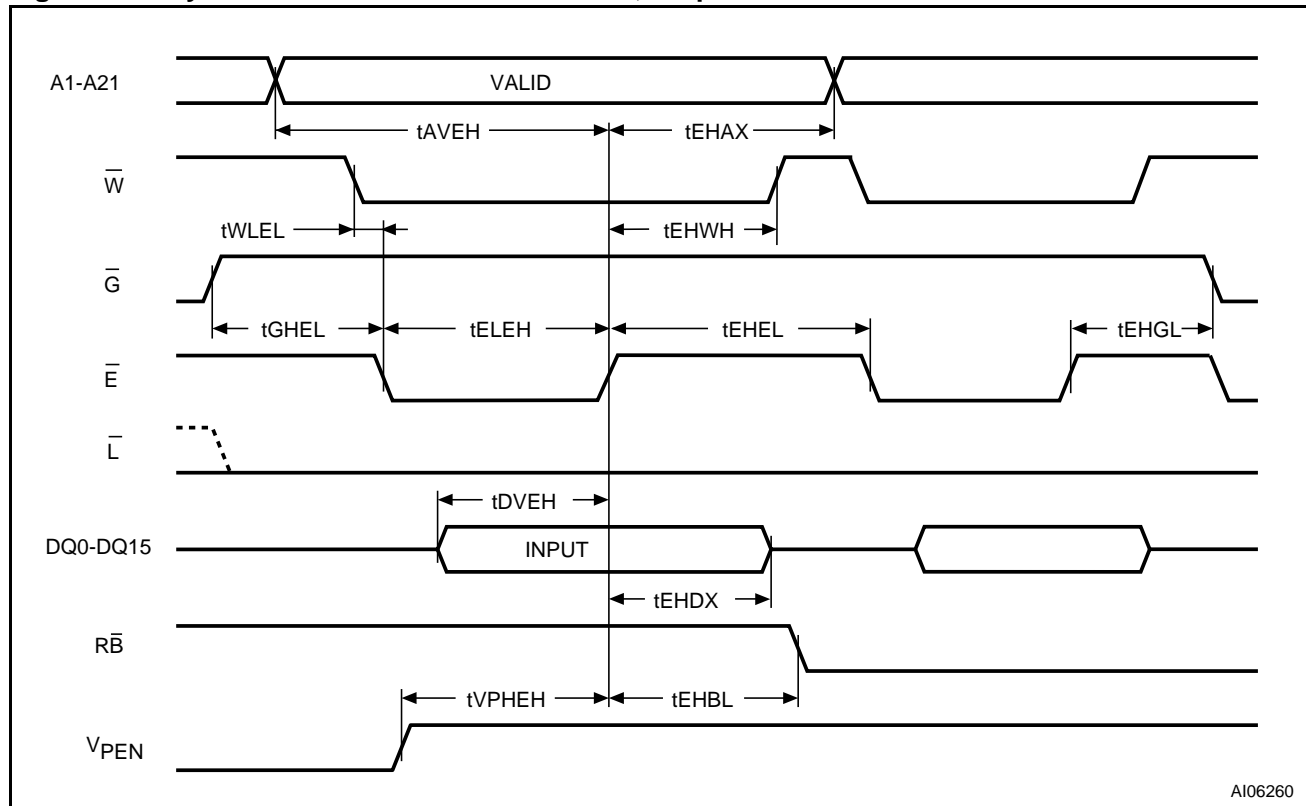 A1-A21
VALID
tAVEH
tEHAX
W̅
tWLEL
tEHWH
G̅
tGHEL
tELEH
tEHEL
tEHGL
E̅
L̅
tDVEH
DQ0-DQ15
INPUT
tEHDX
RB̅
tVPHEH
tEHBL
VPEN
AI06260